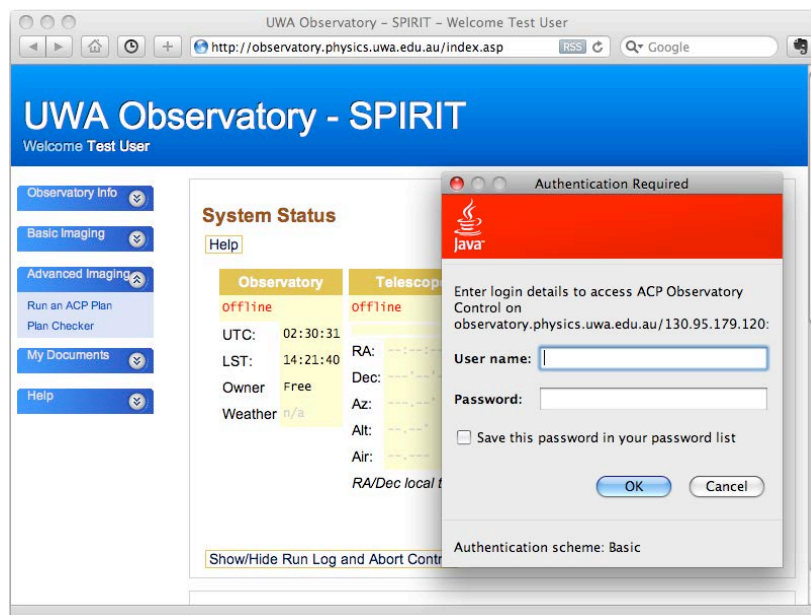 UWA Observatory – SPIRIT – Welcome Test User
http://observatory.physics.uwa.edu.au/index.asp
RSS
Google
UWA Observatory - SPIRIT
Welcome Test User
Observatory Info
Basic Imaging
Advanced Imaging
Run an ACP Plan
Plan Checker
My Documents
Help
System Status
Help
Observatory
Offline
UTC: 02:30:31
LST: 14:21:40
Owner Free
Weather n/a
Telescop
Offline
RA: --:--:--
Dec:
Az:
Alt:
Air:
RA/Dec local t
Show/Hide Run Log and Abort Contr
Authentication Required
Java
Enter login details to access ACP Observatory
Control on
observatory.physics.uwa.edu.au/130.95.179.120:
User name:
Password:
Save this password in your password list
OK
Cancel
Authentication scheme: Basic